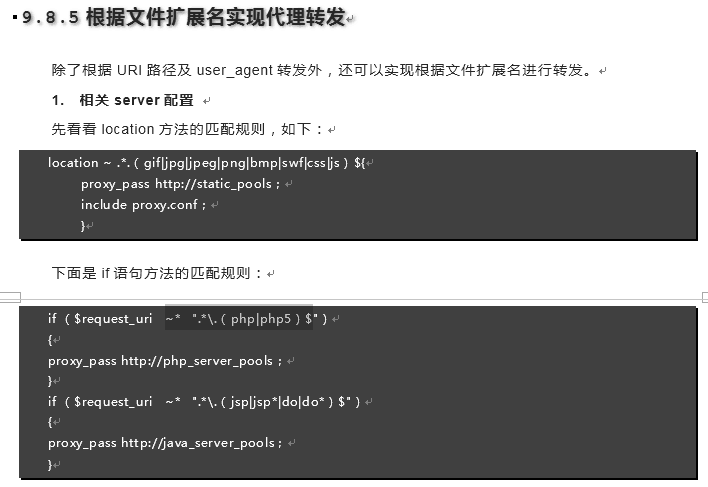 9.8.5 根据文件扩展名实现代理转发
除了根据 URI 路径及 user_agent 转发外，还可以实现根据文件扩展名进行转发。
1. 相关 server 配置
先看看 location 方法的匹配规则，如下：
location ~ .*.（gif|jpg|jpeg|png|bmp|swf|css|js）${
proxy_pass http://static_pools；
include proxy.conf；
}
下面是 if 语句方法的匹配规则：
if （$request_uri ~* ".*\.（php|php5）$"）
{
proxy_pass http://php_server_pools；
}
if （$request_uri ~* ".*\.（jsp|jsp*|do|do*）$"）
{
proxy_pass http://java_server_pools；
}